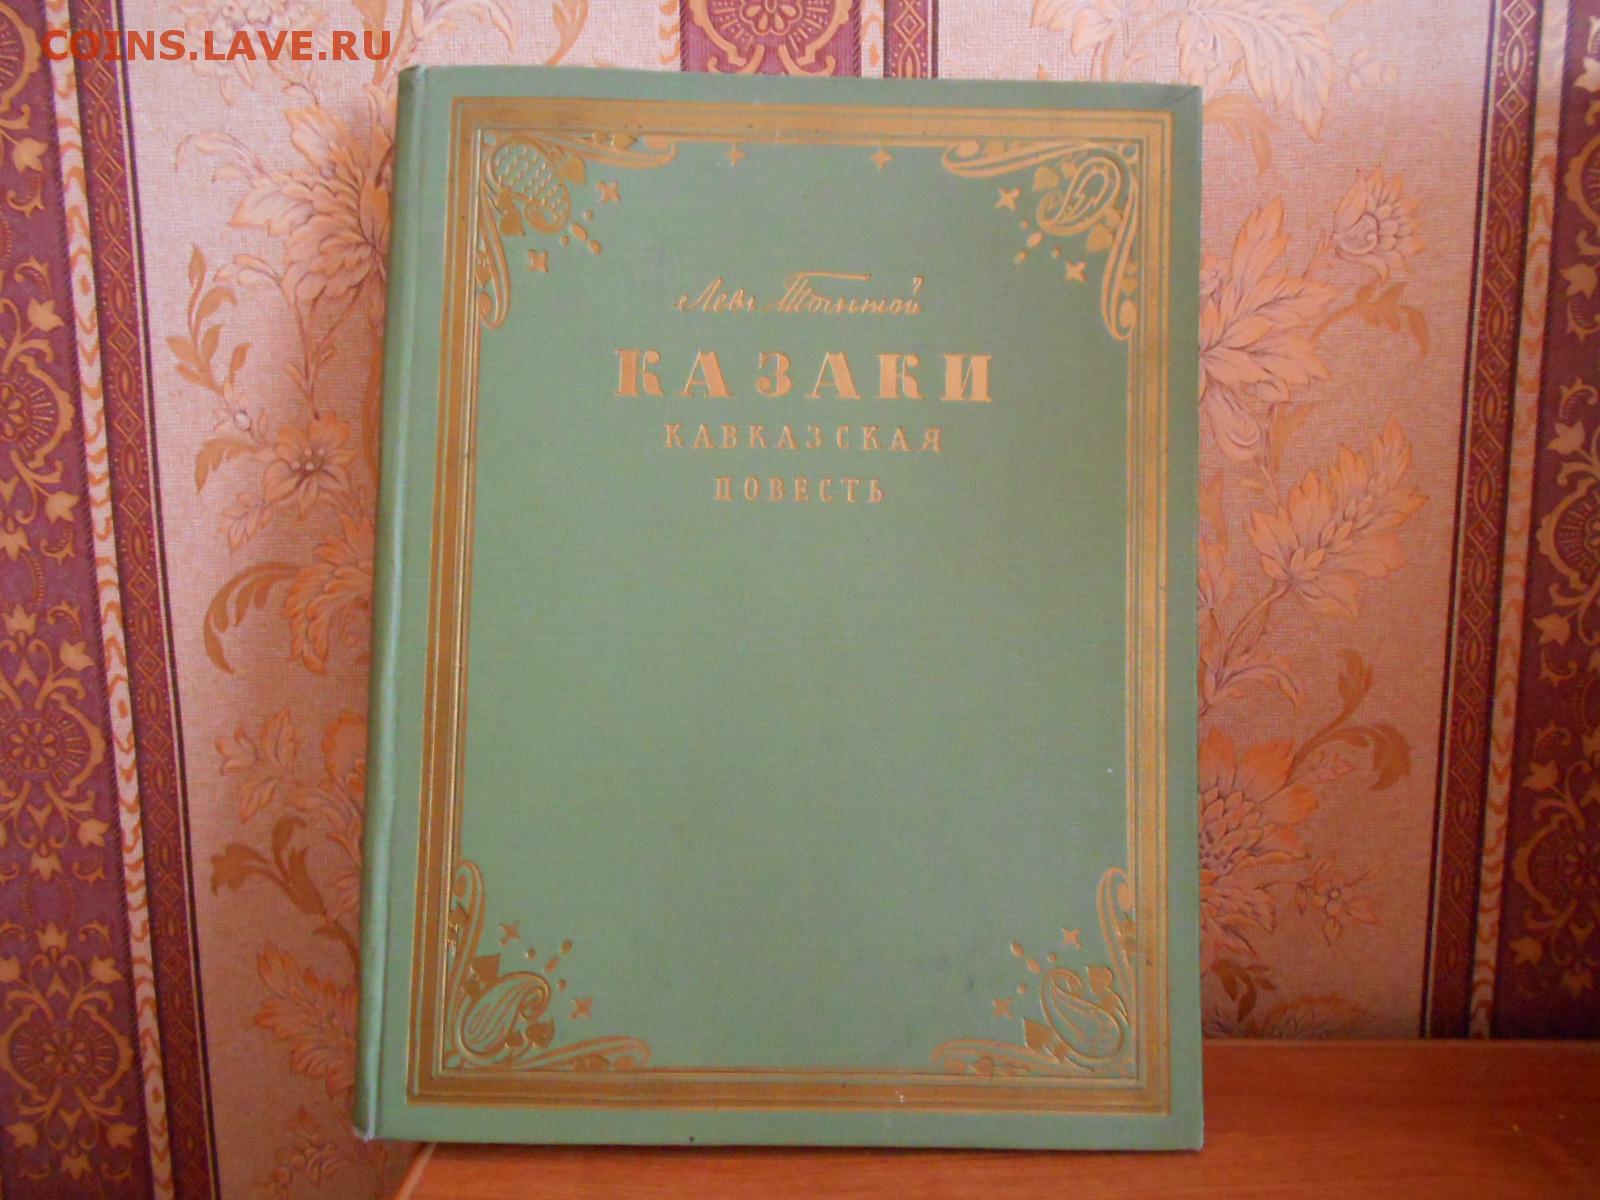 COINS.LAVE.RU
Левъ Толстой
КАЗАКИ
КАВКАЗСКАЯ
ПОВЕСТЬ